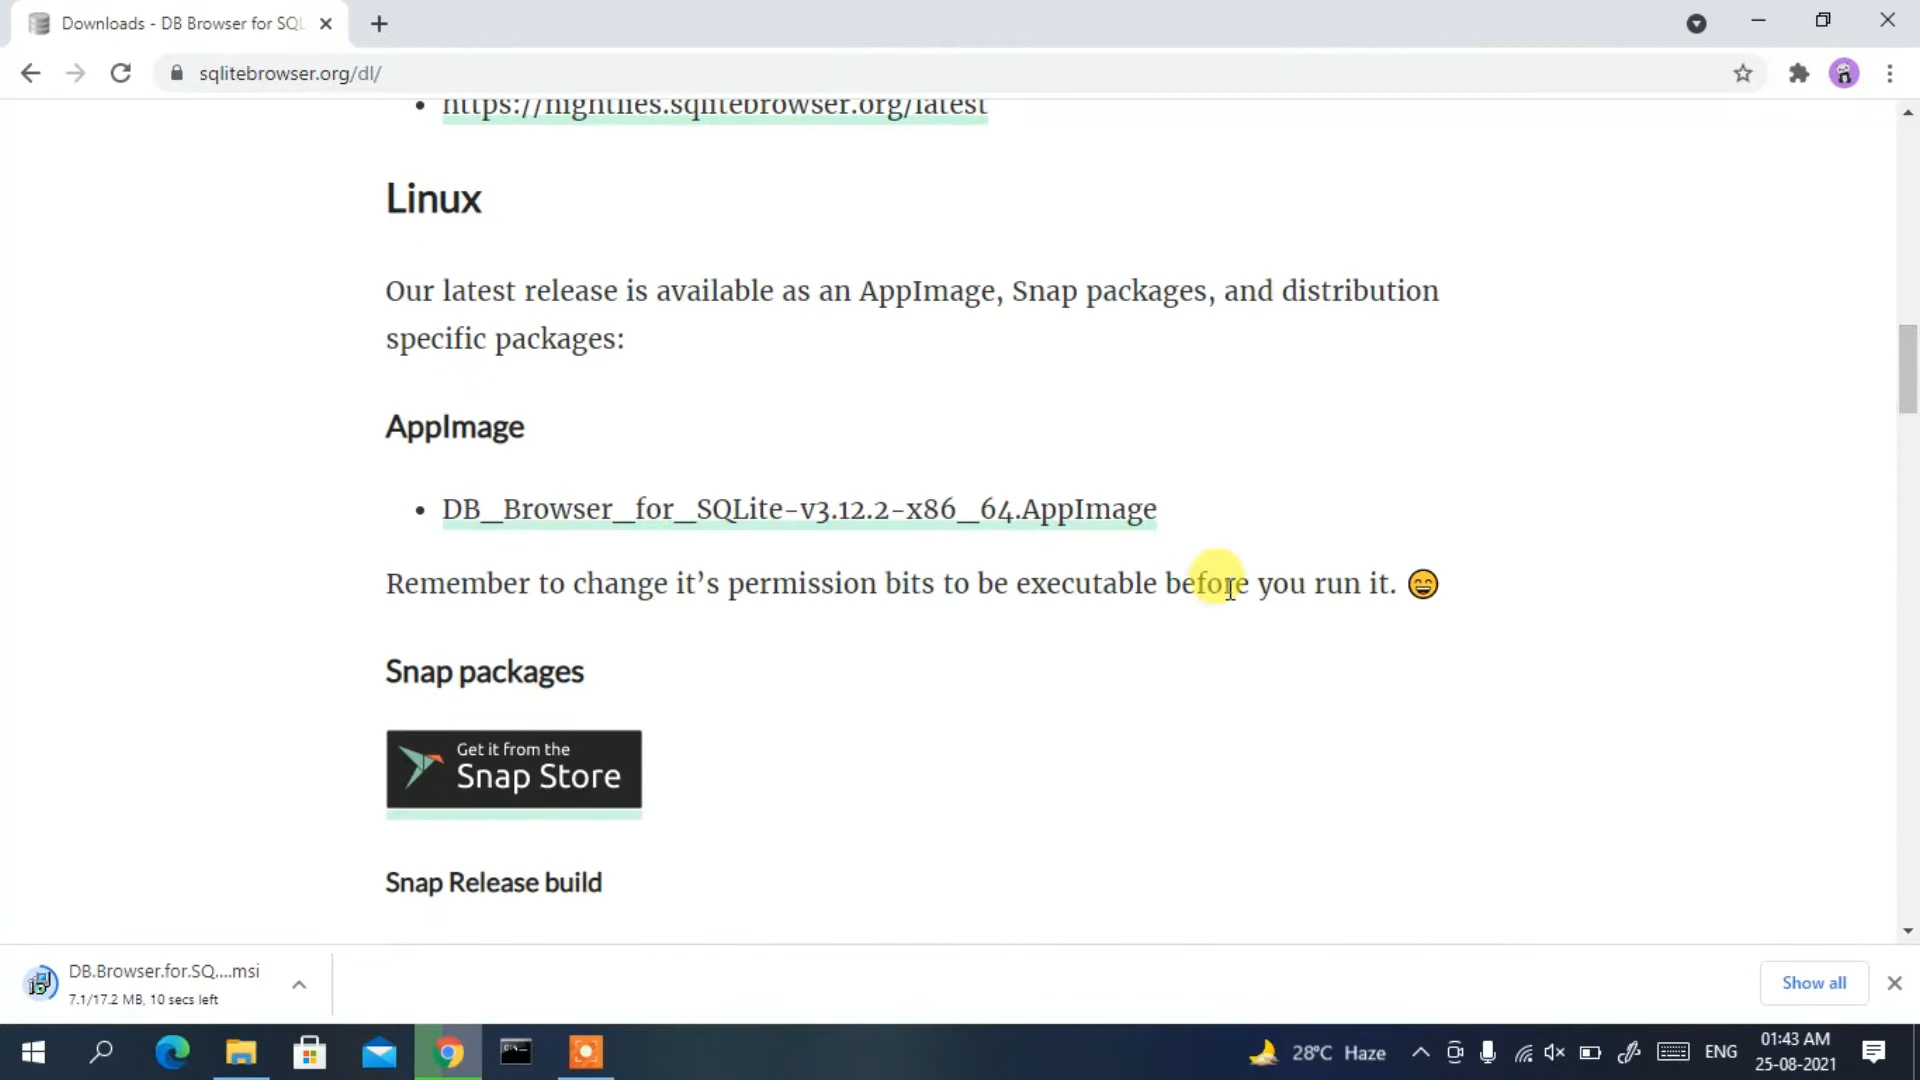 Downloads - DB Browser for SQL
sqlitebrowser.org/dl/
https://nightlies.sqlitebrowser.org/latest
Linux
Our latest release is available as an AppImage, Snap packages, and distribution
specific packages:
AppImage
DB_Browser_for_SQLite-v3.12.2-x86_64.AppImage
Remember to change it’s permission bits to be executable before you run it. 😄
Snap packages
Get it from the
Snap Store
Snap Release build
DB.Browser.for.SQ....msi
7.1/17.2 MB, 10 secs left
Show all
28°C Haze
ENG
01:43 AM
25-08-2021